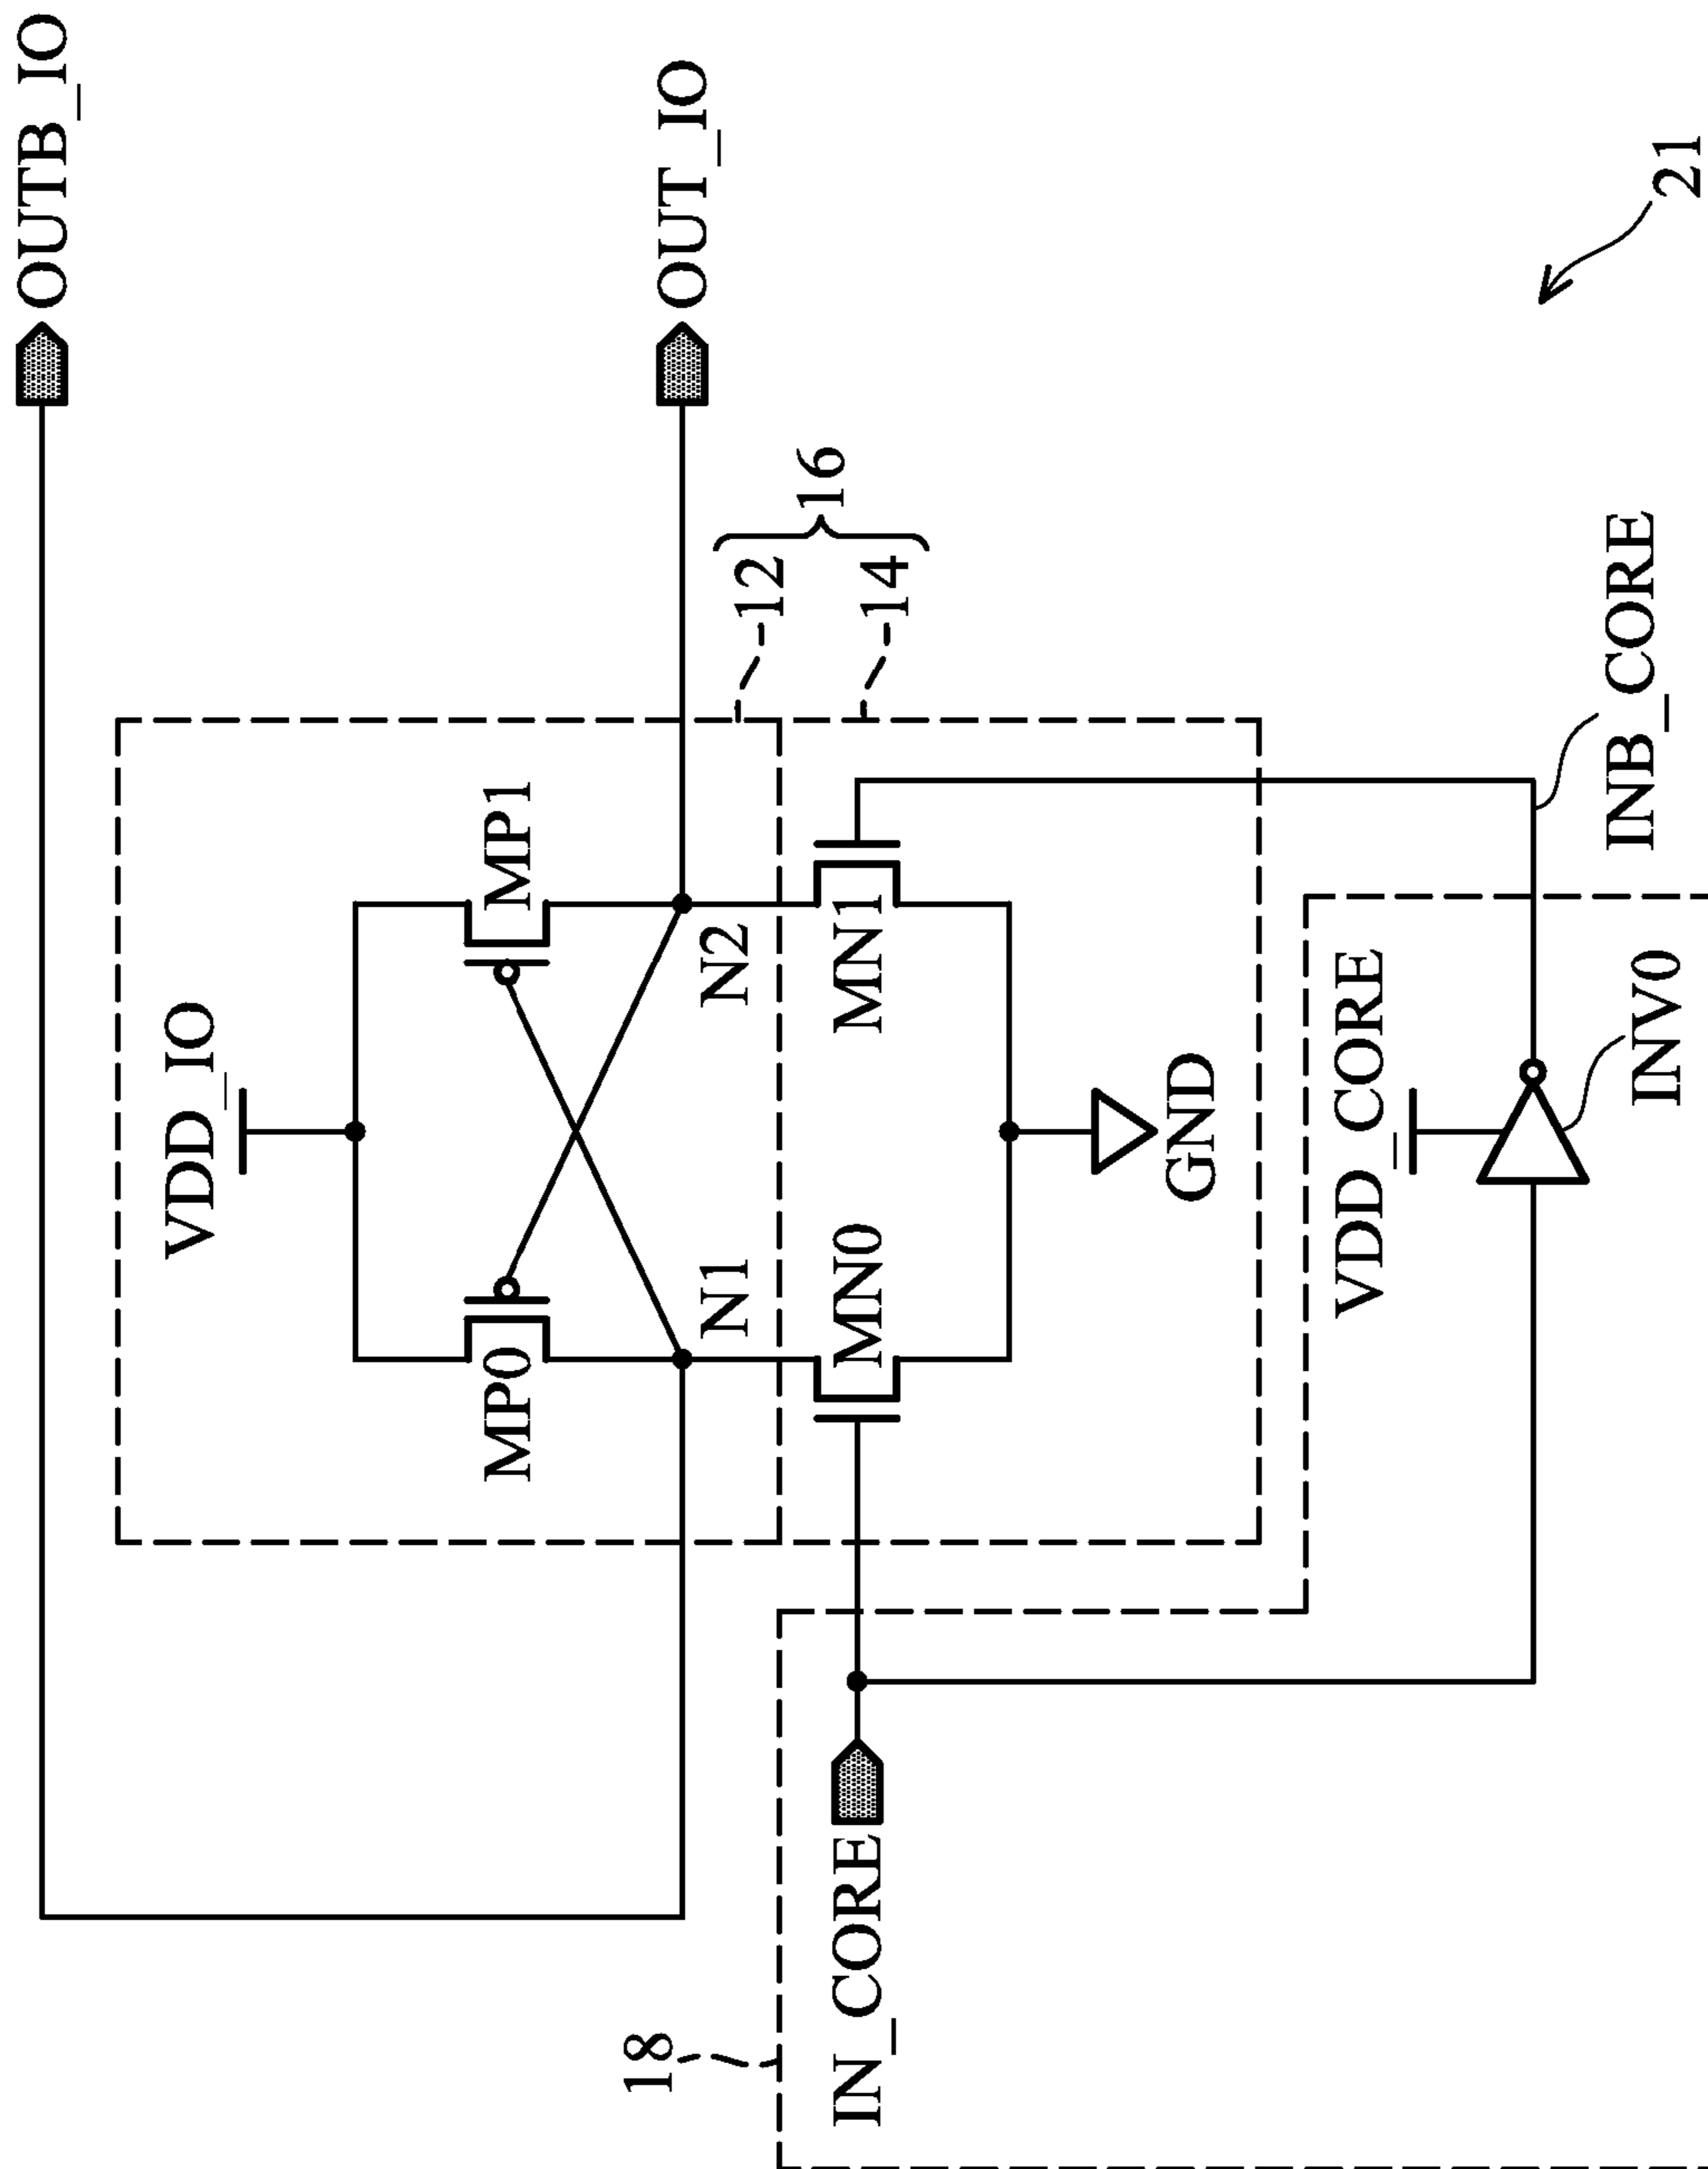 OUTB_IO
VDD_IO
MP0
MP1
OUT_IO
N1
N2
12
16
14
18
IN_CORE
MN0
MN1
GND
VDD_CORE
INB_CORE
INV0
21